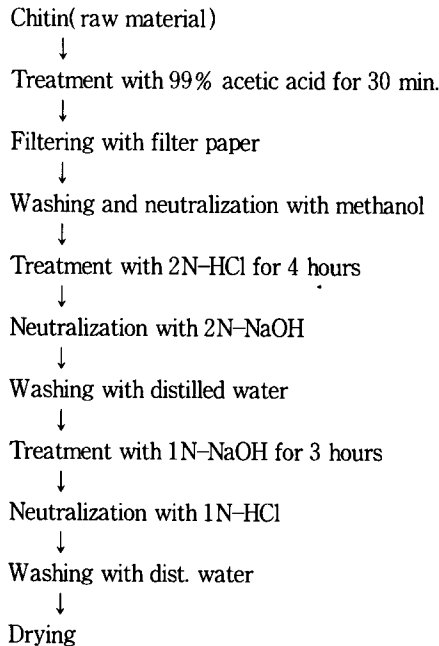 Chitin( raw material)
↓
Treatment with 99% acetic acid for 30 min.
↓
Filtering with filter paper
↓
Washing and neutralization with methanol
↓
Treatment with 2N-HCl for 4 hours
↓
Neutralization with 2N-NaOH
↓
Washing with distilled water
↓
Treatment with 1N-NaOH for 3 hours
↓
Neutralization with 1N-HCl
↓
Washing with dist. water
↓
Drying